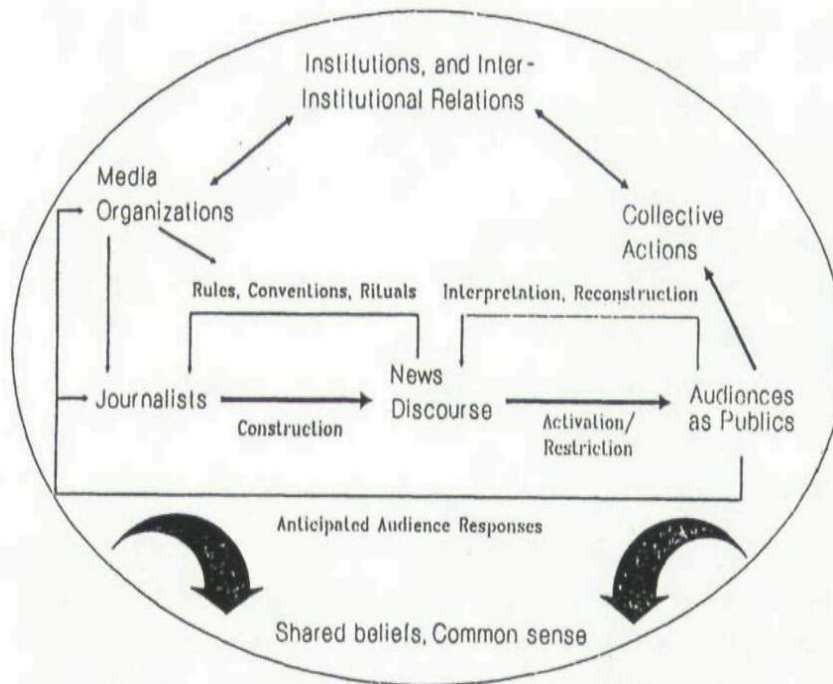 Institutions, and Inter-
Institutional Relations
Media
Organizations
Collective
Actions
Rules, Conventions, Rituals
Interpretation, Reconstruction
Journalists
Construction
News
Discourse
Activation/
Restriction
Audiences
as Publics
Anticipated Audience Responses
Shared beliefs, Common sense